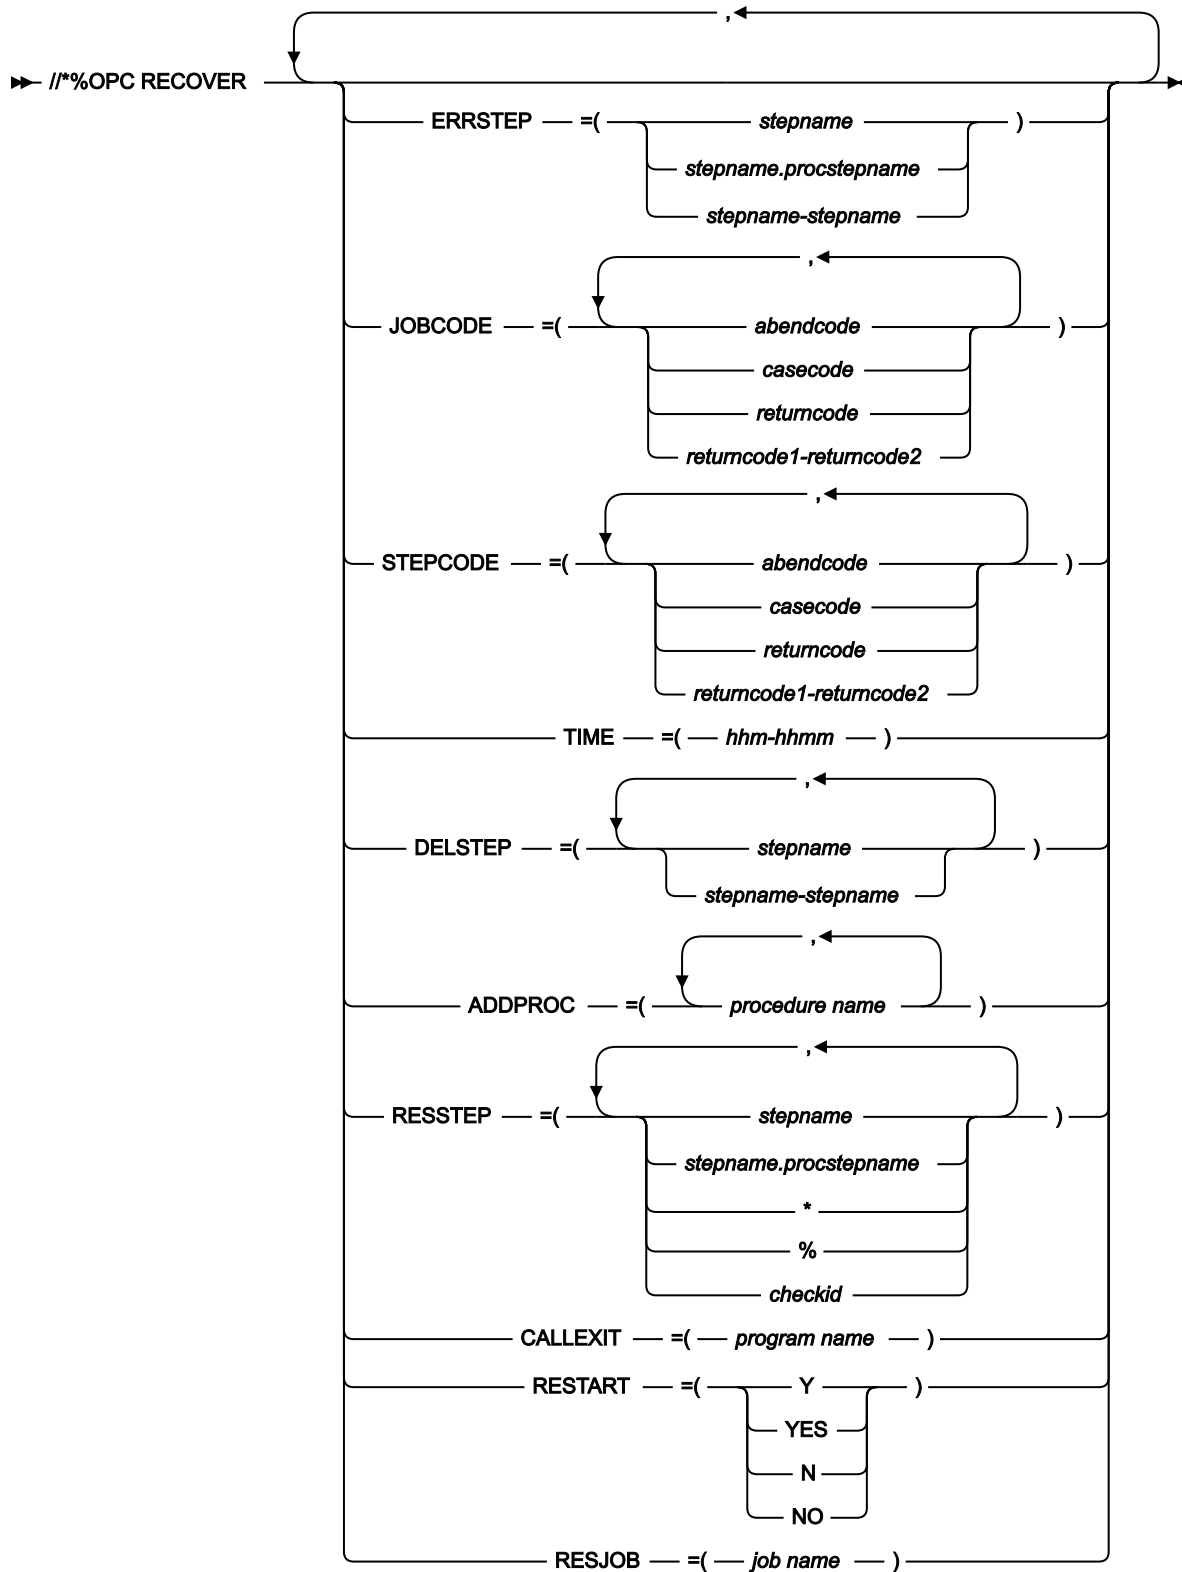 ,
//*%OPC RECOVER
ERRSTEP =( stepname )
stepname.procstepname
stepname-stepname
,
JOBCODE =( abendcode )
casecode
returncode
returncode1-returncode2
,
STEPCODE =( abendcode )
casecode
returncode
returncode1-returncode2
TIME =( hhm-hhmm )
,
DELSTEP =( stepname )
stepname-stepname
,
ADDPROC =( procedure name )
,
RESSTEP =( stepname )
stepname.procstepname
*
%
checkid
CALLEXIT =( program name )
RESTART =( Y )
YES
N
NO
RESJOB =( job name )